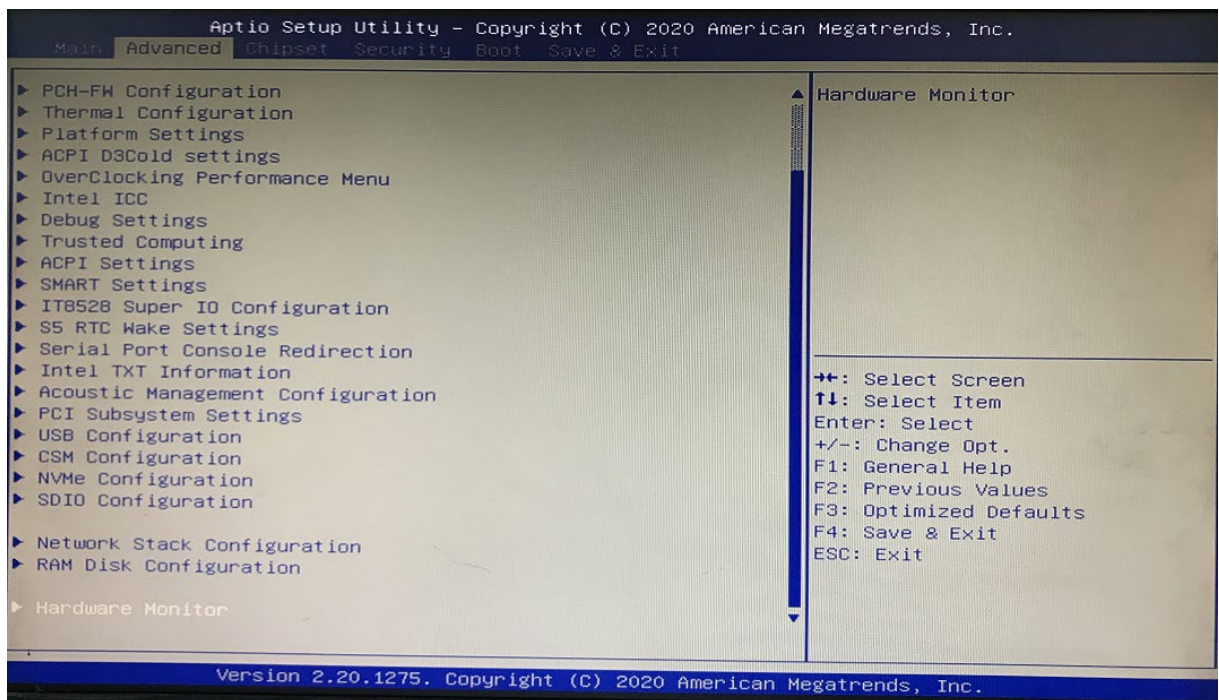 Aptio Setup Utility – Copyright (C) 2020 American Megatrends, Inc.
Main Advanced Chipset Security Boot Save & Exit
▶ PCH-FW Configuration
▶ Thermal Configuration
▶ Platform Settings
▶ ACPI D3Cold settings
▶ OverClocking Performance Menu
▶ Intel ICC
▶ Debug Settings
▶ Trusted Computing
▶ ACPI Settings
▶ SMART Settings
▶ IT8528 Super IO Configuration
▶ S5 RTC Wake Settings
▶ Serial Port Console Redirection
▶ Intel TXT Information
▶ Acoustic Management Configuration
▶ PCI Subsystem Settings
▶ USB Configuration
▶ CSM Configuration
▶ NVMe Configuration
▶ SDIO Configuration
▶ Network Stack Configuration
▶ RAM Disk Configuration
▶ Hardware Monitor
Hardware Monitor
→←: Select Screen
↑↓: Select Item
Enter: Select
+/-: Change Opt.
F1: General Help
F2: Previous Values
F3: Optimized Defaults
F4: Save & Exit
ESC: Exit
Version 2.20.1275. Copyright (C) 2020 American Megatrends, Inc.